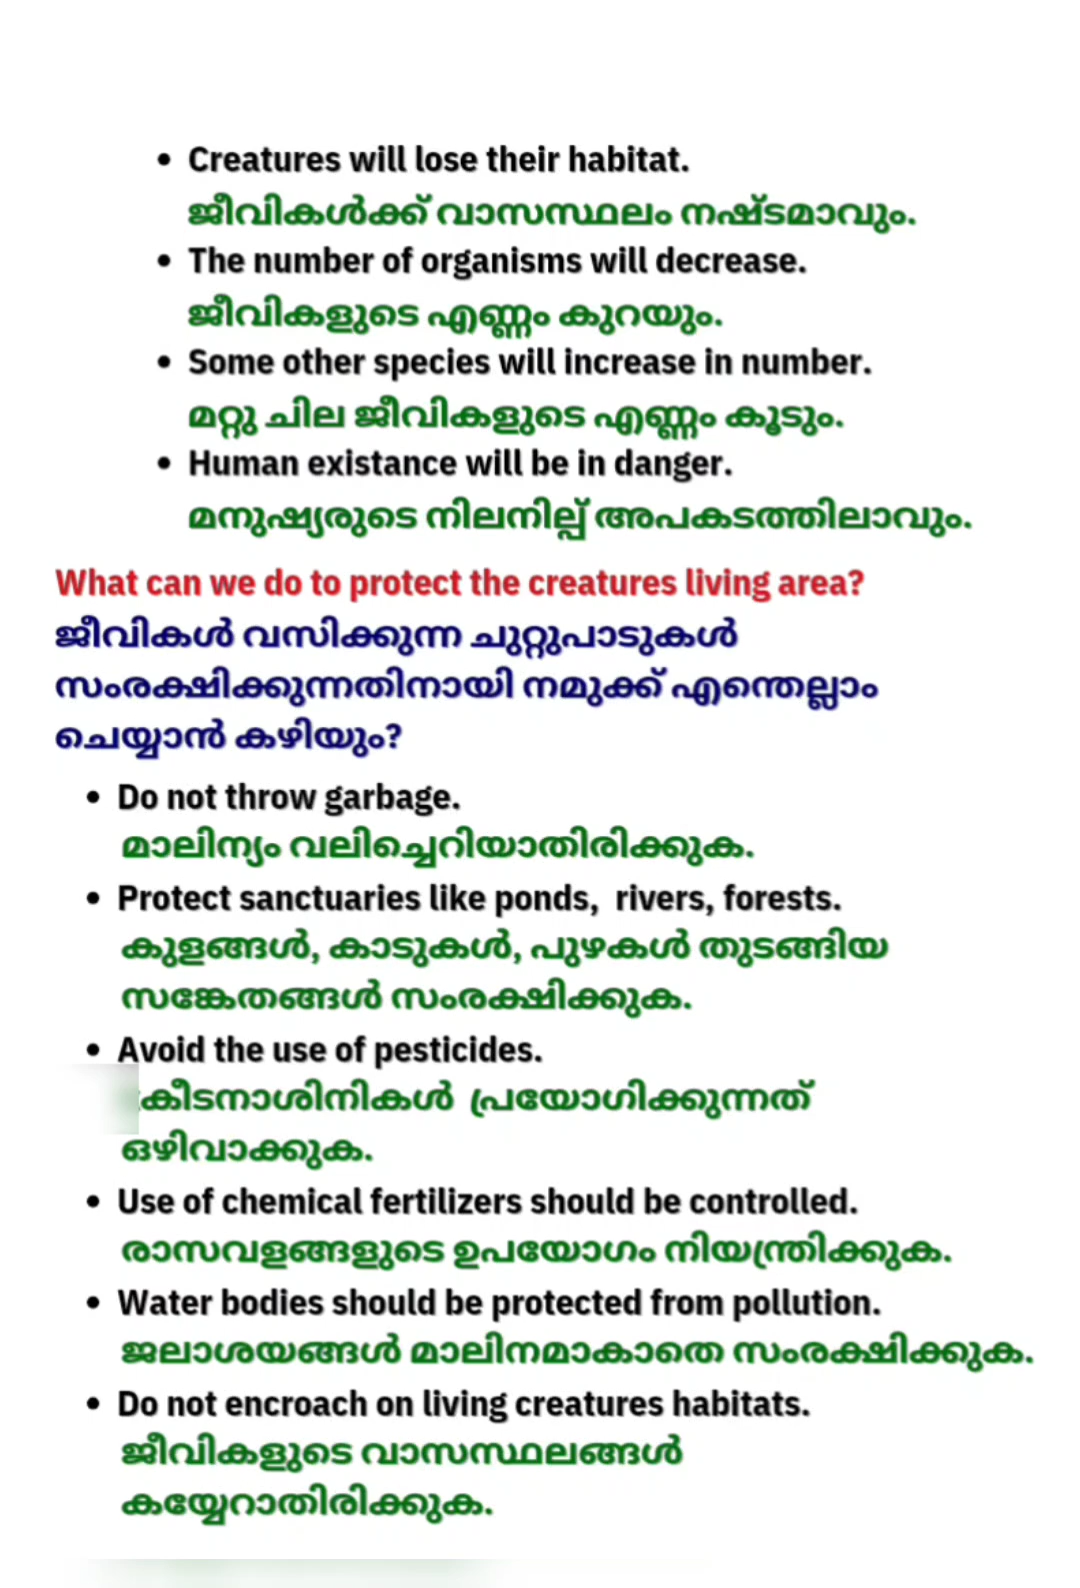 • Creatures will lose their habitat.
ജീവികൾക്ക് വാസസ്ഥലം നഷ്ടമാവും.
• The number of organisms will decrease.
ജീവികളുടെ എണ്ണം കുറയും.
• Some other species will increase in number.
മറ്റു ചില ജീവികളുടെ എണ്ണം കൂടും.
• Human existance will be in danger.
മനുഷ്യരുടെ നിലനില്പ് അപകടത്തിലാവും.
What can we do to protect the creatures living area?
ജീവികൾ വസിക്കുന്ന ചുറ്റുപാടുകൾ
സംരക്ഷിക്കുന്നതിനായി നമുക്ക് എന്തെല്ലാം
ചെയ്യാൻ കഴിയും?
• Do not throw garbage.
മാലിന്യം വലിച്ചെറിയാതിരിക്കുക.
• Protect sanctuaries like ponds, rivers, forests.
കുളങ്ങൾ, കാടുകൾ, പുഴകൾ തുടങ്ങിയ
സങ്കേതങ്ങൾ സംരക്ഷിക്കുക.
• Avoid the use of pesticides.
കീടനാശിനികൾ പ്രയോഗിക്കുന്നത്
ഒഴിവാക്കുക.
• Use of chemical fertilizers should be controlled.
രാസവളങ്ങളുടെ ഉപയോഗം നിയന്ത്രിക്കുക.
• Water bodies should be protected from pollution.
ജലാശയങ്ങൾ മാലിനമാകാതെ സംരക്ഷിക്കുക.
• Do not encroach on living creatures habitats.
ജീവികളുടെ വാസസ്ഥലങ്ങൾ
കയ്യേറാതിരിക്കുക.